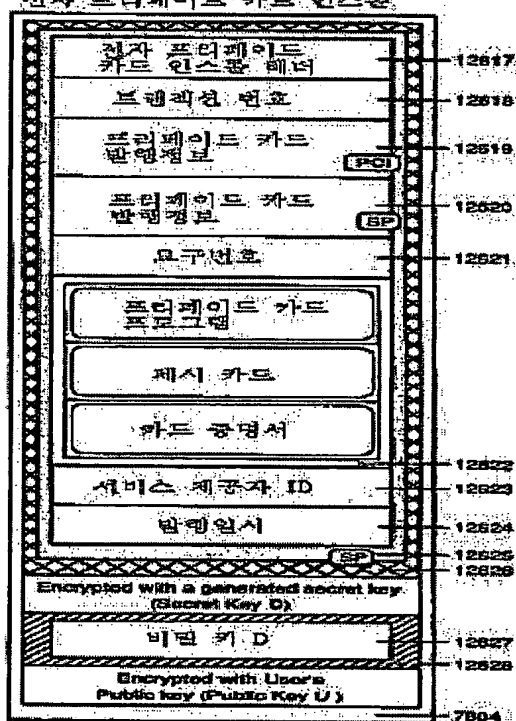 전자 프리페이드 카드 인스톨
전자 프리페이드
카드 인스톨 헤더
12617
트랜잭션 번호
12618
프리페이드 카드
발행정보
PCI
12619
프리페이드 카드
발행정보
SP
12620
요구번호
12621
프리페이드 카드
프로그램
제시 카드
카드 증명서
12622
서비스 제공자 ID
12623
발행일시
12624
SP
12625
12626
Encrypted with a generated secret key
(Secret Key D)
비밀 키 D
12627
12628
Encrypted with User's
Public key (Public Key U)
7804